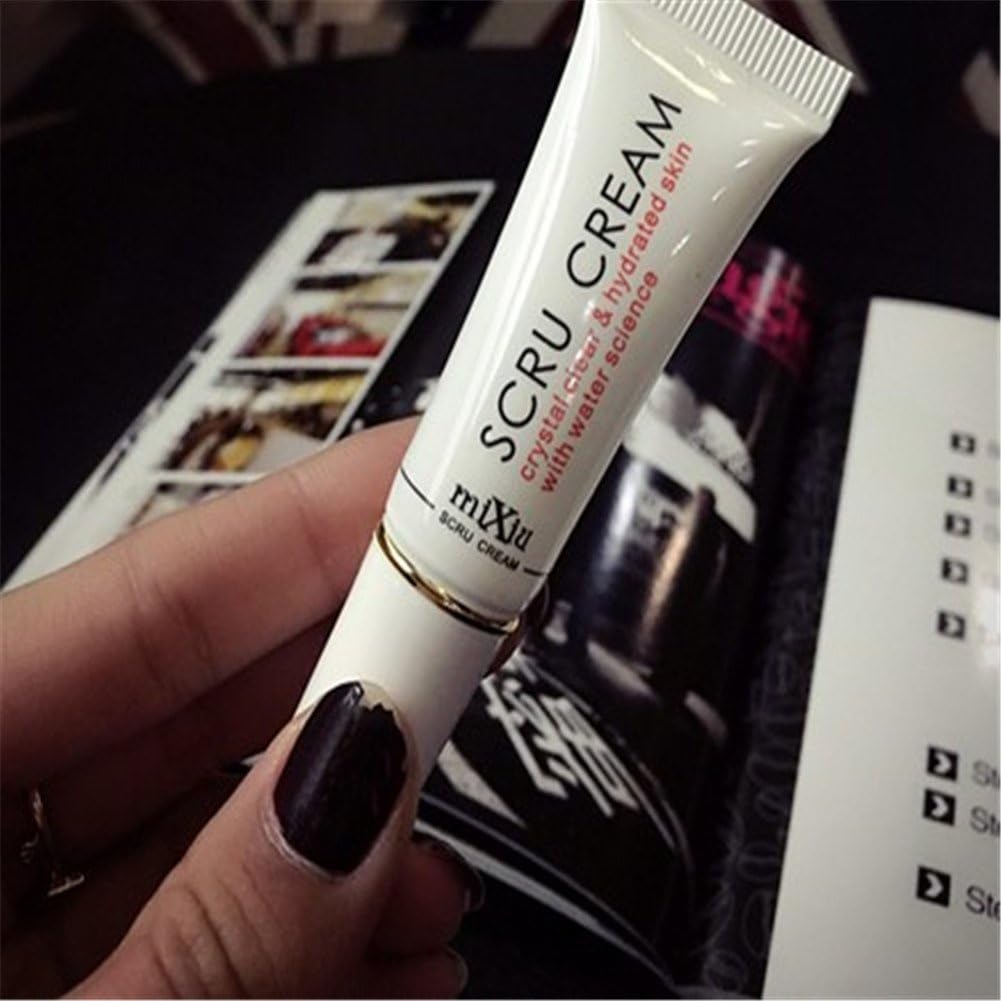 SCRU CREAM
crystal clear & hydrated skin
with water science
miXiu
SCRU CREAM